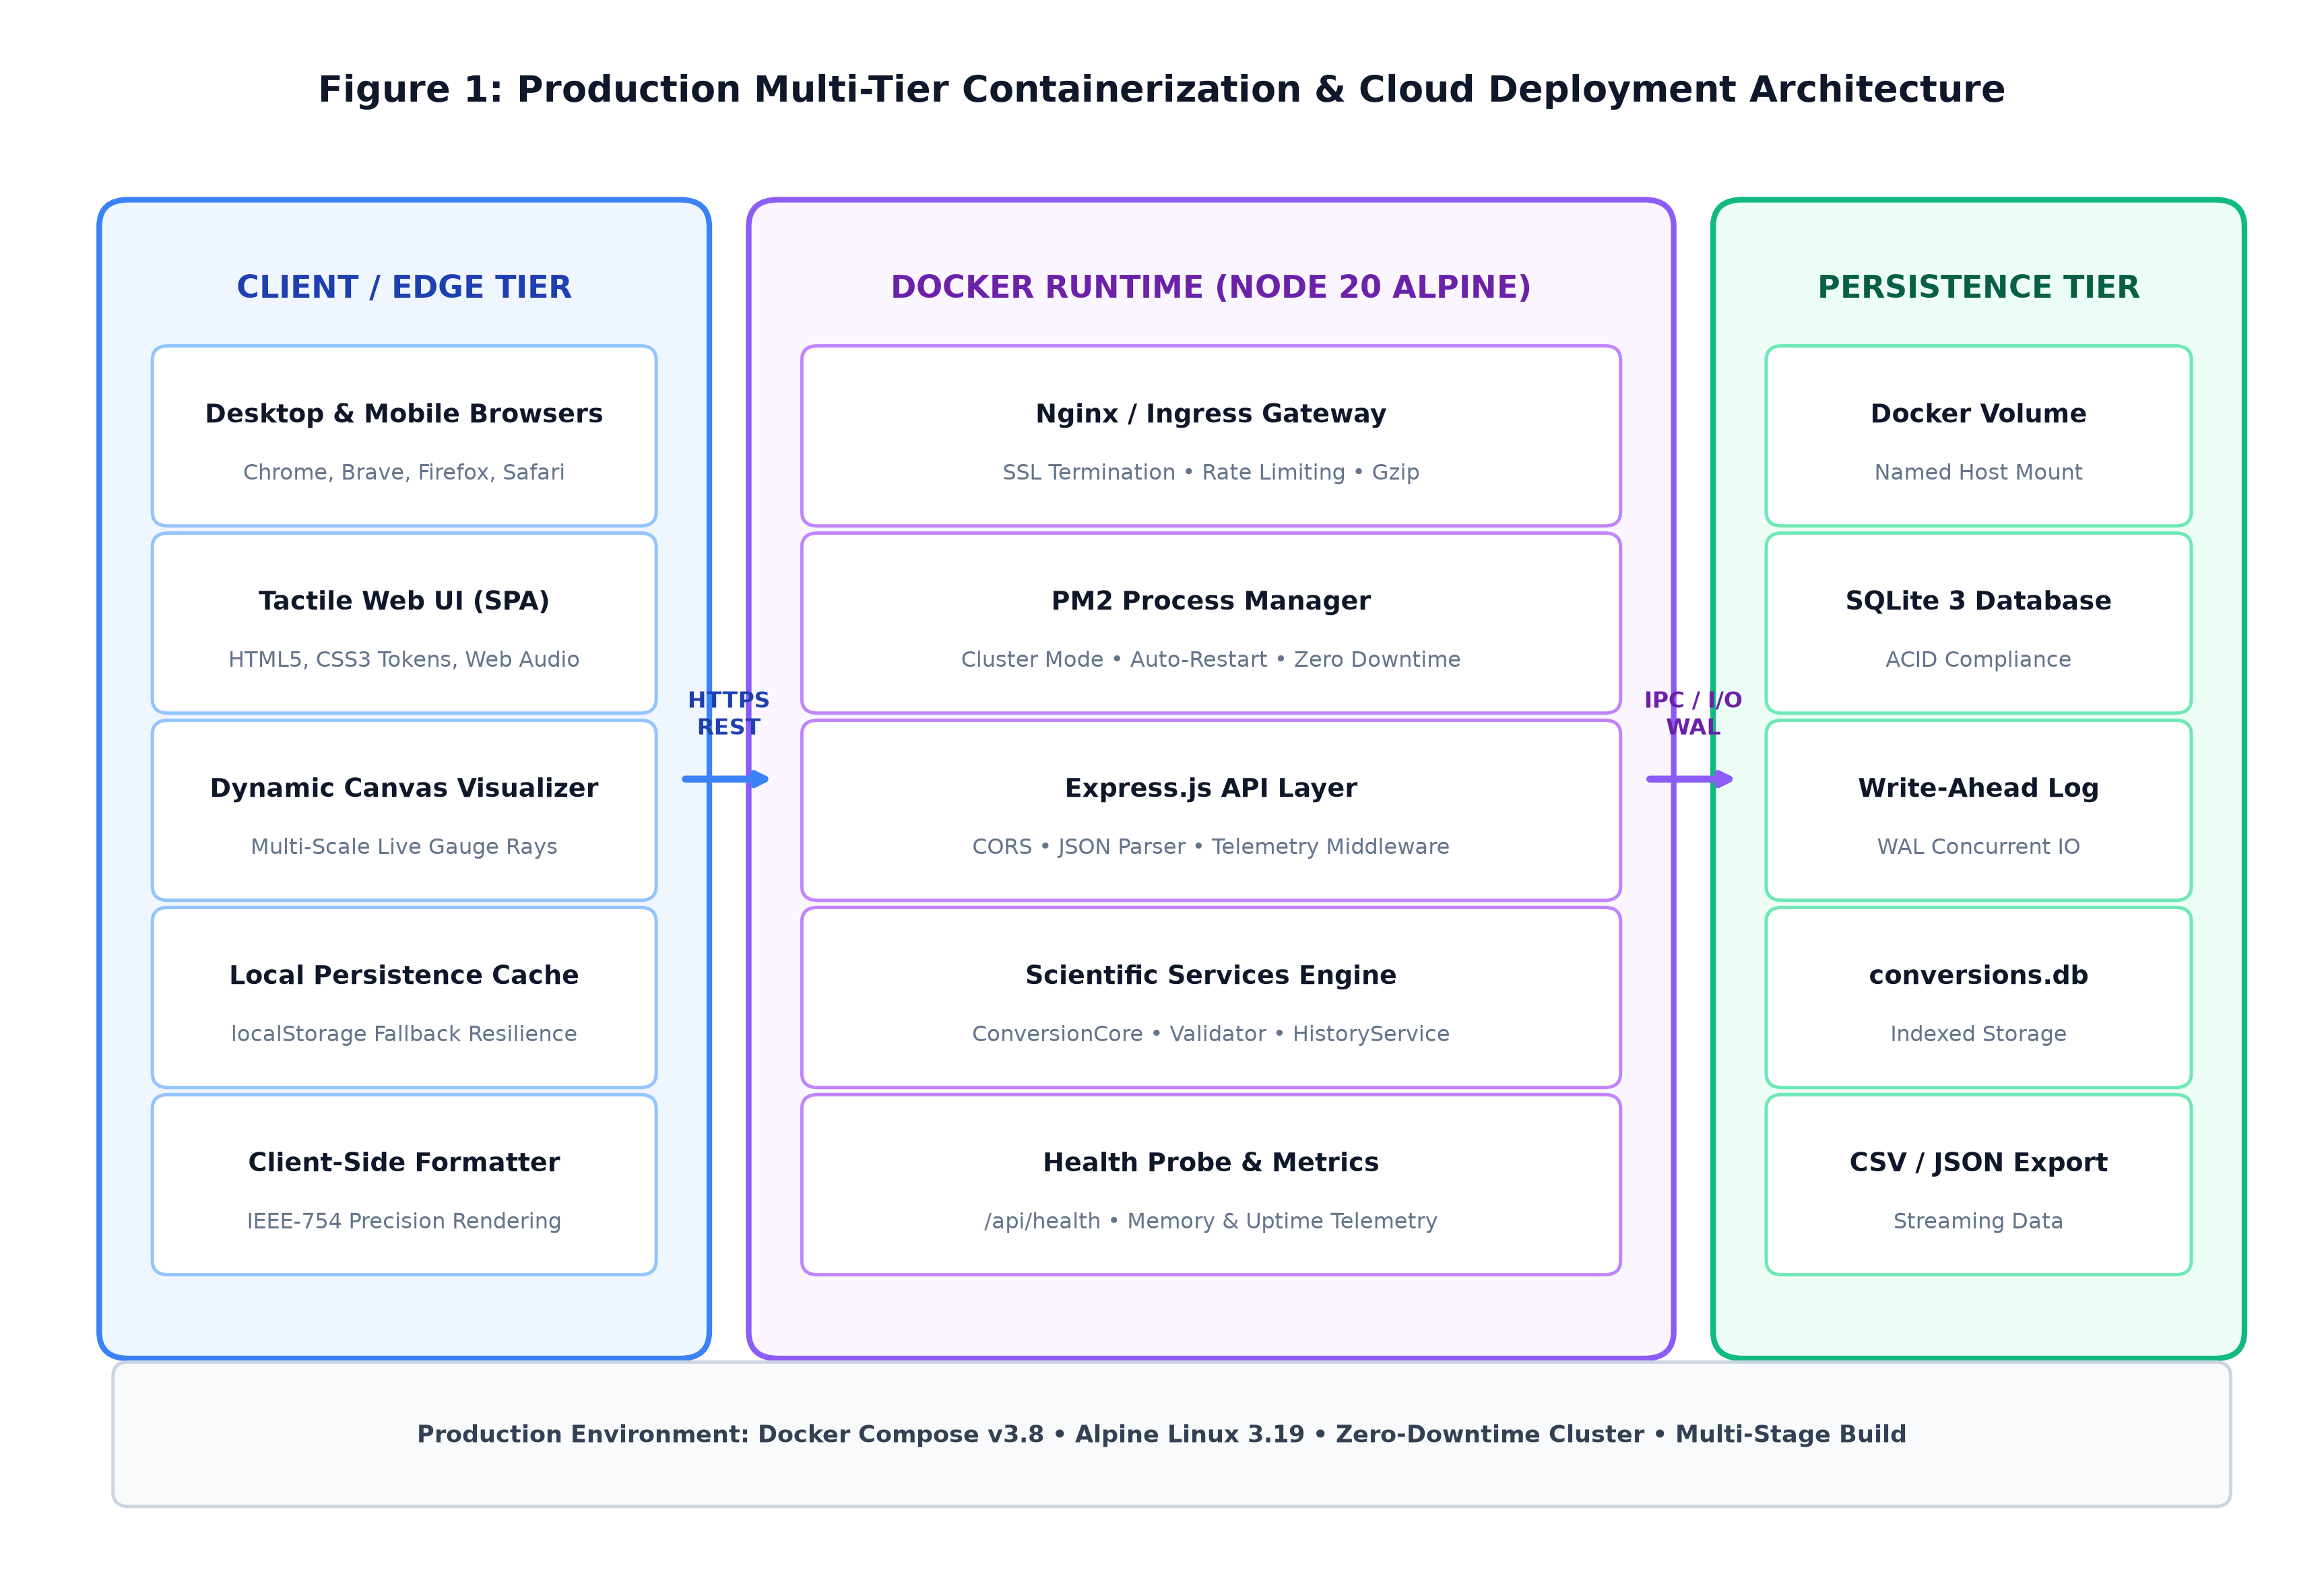 Figure 1: Production Multi-Tier Containerization & Cloud Deployment Architecture
CLIENT / EDGE TIER
Desktop & Mobile Browsers
Chrome, Brave, Firefox, Safari
Tactile Web UI (SPA)
HTML5, CSS3 Tokens, Web Audio
Dynamic Canvas Visualizer
Multi-Scale Live Gauge Rays
Local Persistence Cache
localStorage Fallback Resilience
Client-Side Formatter
IEEE-754 Precision Rendering
HTTPS
REST
DOCKER RUNTIME (NODE 20 ALPINE)
Nginx / Ingress Gateway
SSL Termination • Rate Limiting • Gzip
PM2 Process Manager
Cluster Mode • Auto-Restart • Zero Downtime
Express.js API Layer
CORS • JSON Parser • Telemetry Middleware
Scientific Services Engine
ConversionCore • Validator • HistoryService
Health Probe & Metrics
/api/health • Memory & Uptime Telemetry
IPC / I/O
WAL
PERSISTENCE TIER
Docker Volume
Named Host Mount
SQLite 3 Database
ACID Compliance
Write-Ahead Log
WAL Concurrent IO
conversions.db
Indexed Storage
CSV / JSON Export
Streaming Data
Production Environment: Docker Compose v3.8 • Alpine Linux 3.19 • Zero-Downtime Cluster • Multi-Stage Build